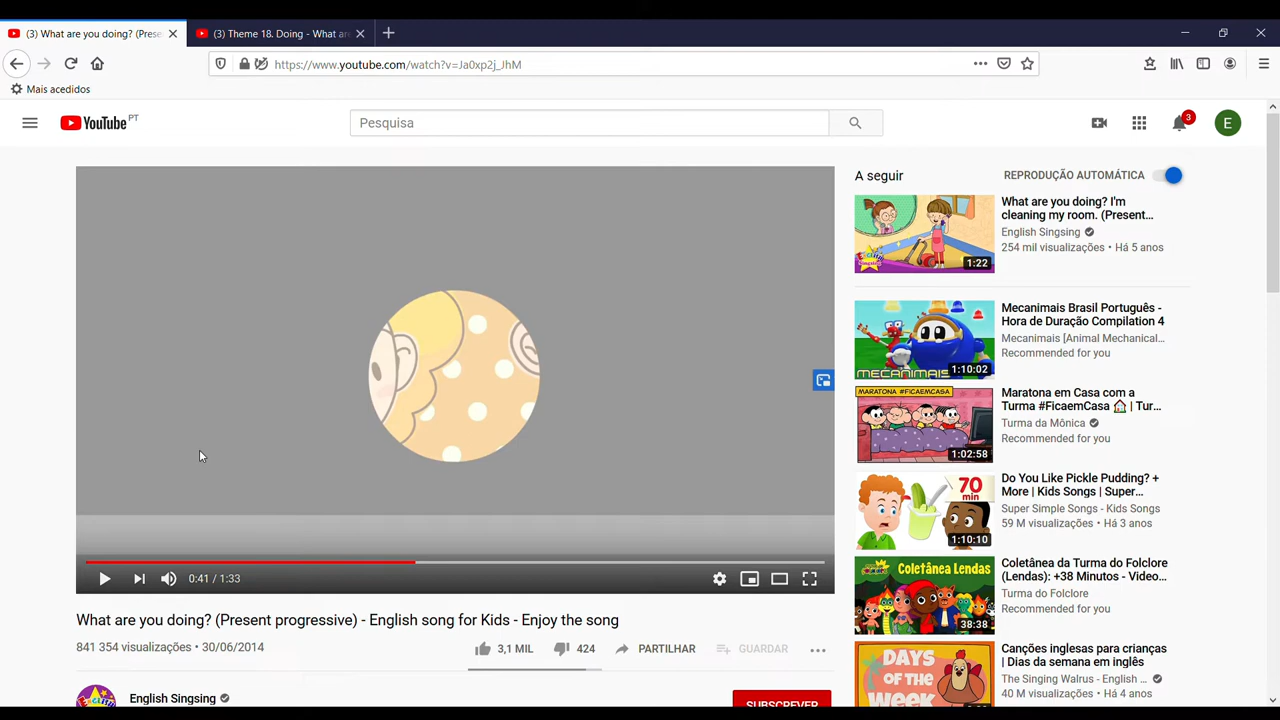 (3) What are you doing? (Prese
(3) Theme 18. Doing - What are
https://www.youtube.com/watch?v=Ja0xp2j_JhM
Mais acedidos
YouTube PT
Pesquisa
3
E
A seguir
REPRODUÇÃO AUTOMÁTICA
What are you doing? I'm
cleaning my room. (Present...
English Singsing
254 mil visualizações • Há 5 anos
1:22
Mecanimais Brasil Português -
Hora de Duração Compilation 4
Mecanimais [Animal Mechanical...
Recommended for you
MECANIMAIS
1:10:02
MARATONA #FICAEMCASA
Maratona em Casa com a
Turma #FicaemCasa 🏠 | Tur...
Turma da Mônica
Recommended for you
1:02:58
Do You Like Pickle Pudding? +
More | Kids Songs | Super...
Super Simple Songs - Kids Songs
59 M visualizações • Há 3 anos
70
min
1:10:10
Coletânea Lendas
Coletânea da Turma do Folclore
(Lendas): +38 Minutos - Video...
Turma do Folclore
Recommended for you
38:38
Canções inglesas para crianças
| Dias da semana em inglês
The Singing Walrus - English ...
40 M visualizações • Há 4 anos
DAYS
OF THE
WEEK
0:41 / 1:33
What are you doing? (Present progressive) - English song for Kids - Enjoy the song
841 354 visualizações • 30/06/2014
3,1 MIL
424
PARTILHAR
GUARDAR
English Singsing
SUBSCREVER